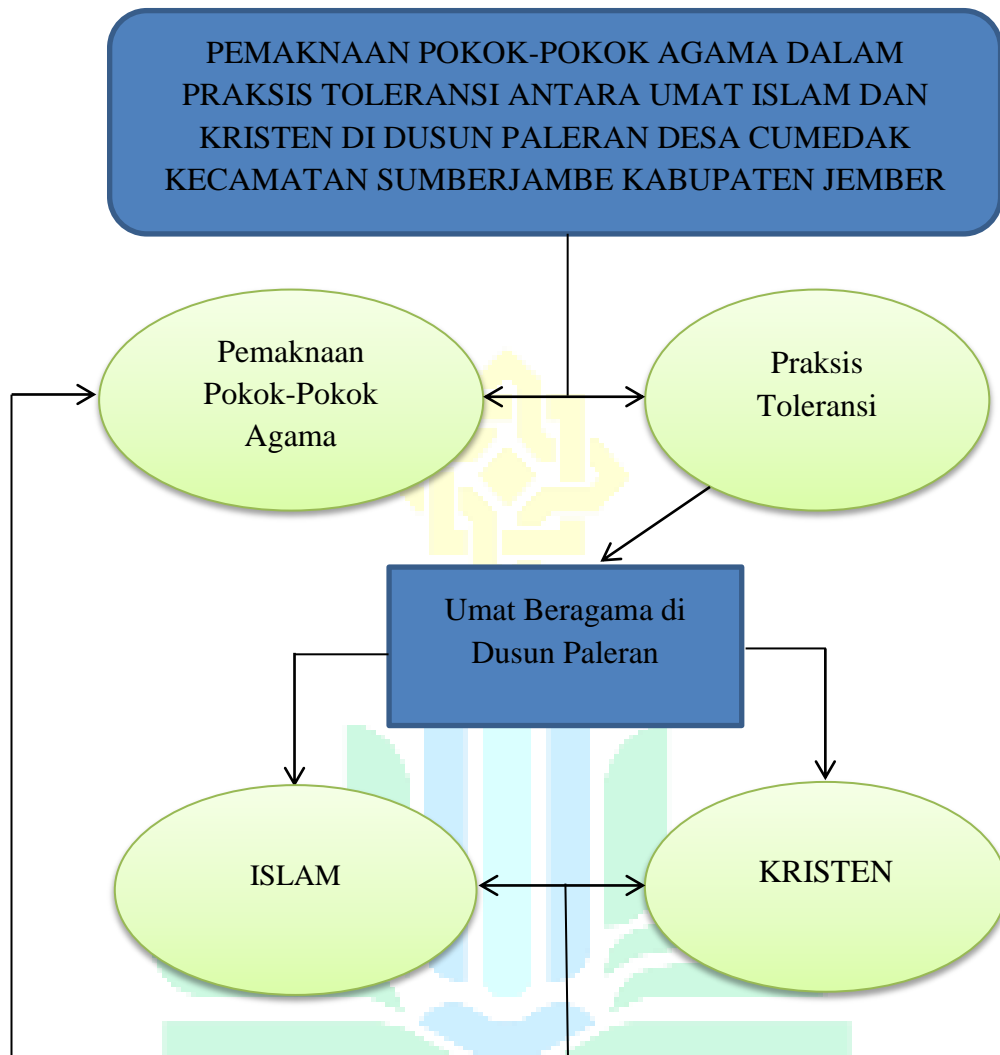 PEMAKNAAN POKOK-POKOK AGAMA DALAM
PRAKSIS TOLERANSI ANTARA UMAT ISLAM DAN
KRISTEN DI DUSUN PALERAN DESA CUMEDAK
KECAMATAN SUMBERJAMBE KABUPATEN JEMBER
Pemaknaan
Pokok-Pokok
Agama
Praksis
Toleransi
Umat Beragama di
Dusun Paleran
ISLAM
KRISTEN